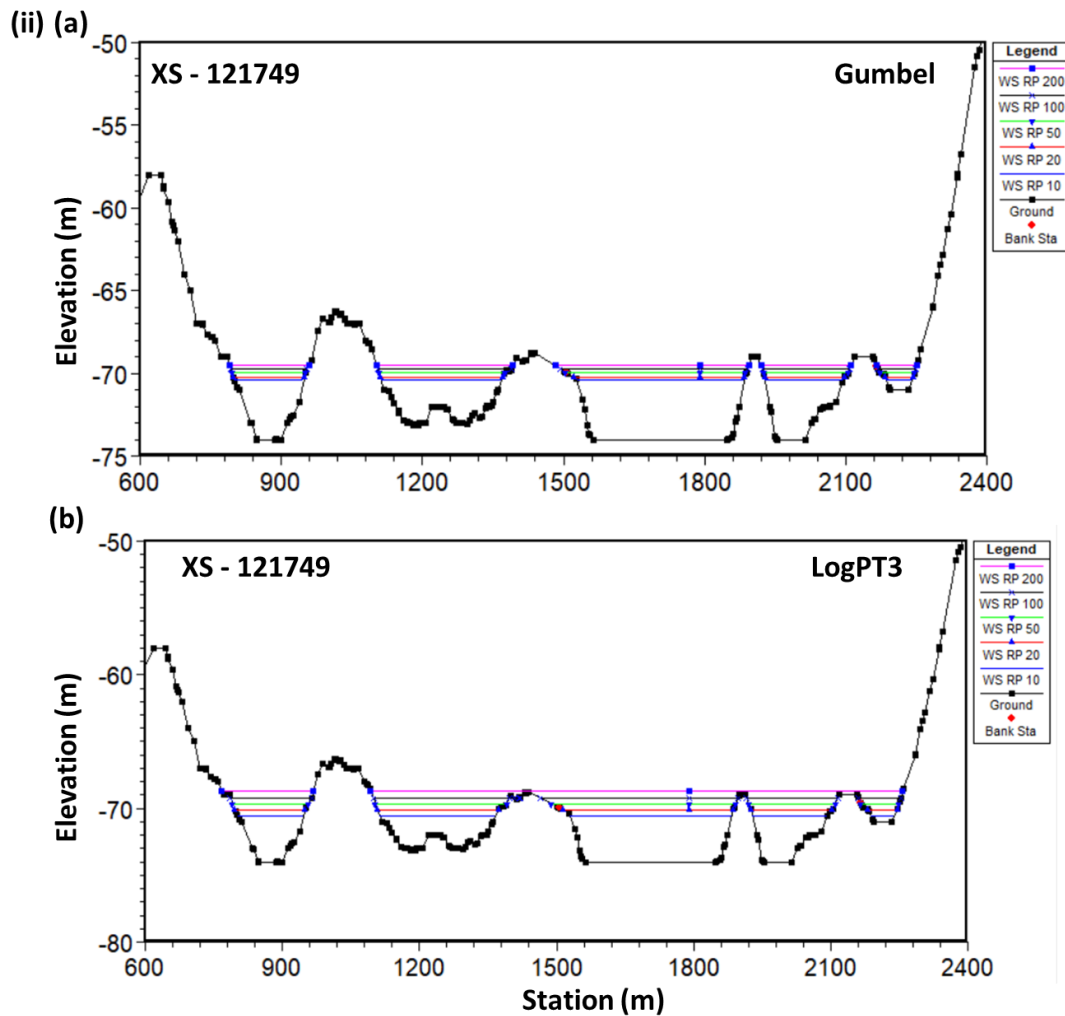 (ii) (a)
XS - 121749
Gumbel
Elevation (m)
-50
-55
-60
-65
-70
-75
600
900
1200
1500
1800
2100
2400
Legend
WS RP 200
WS RP 100
WS RP 50
WS RP 20
WS RP 10
Ground
Bank Sta
(b)
XS - 121749
LogPT3
Elevation (m)
-50
-60
-70
-80
600
900
1200
1500
1800
2100
2400
Station (m)
Legend
WS RP 200
WS RP 100
WS RP 50
WS RP 20
WS RP 10
Ground
Bank Sta